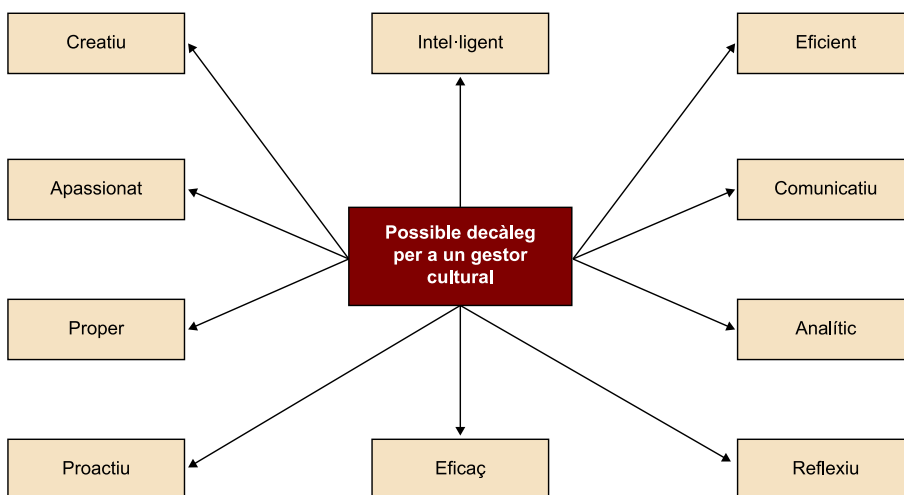 Creatiu
Intel·ligent
Eficient
Apassionat
Comunicatiu
Possible decàleg
per a un gestor
cultural
Proper
Analític
Proactiu
Eficaç
Reflexiu